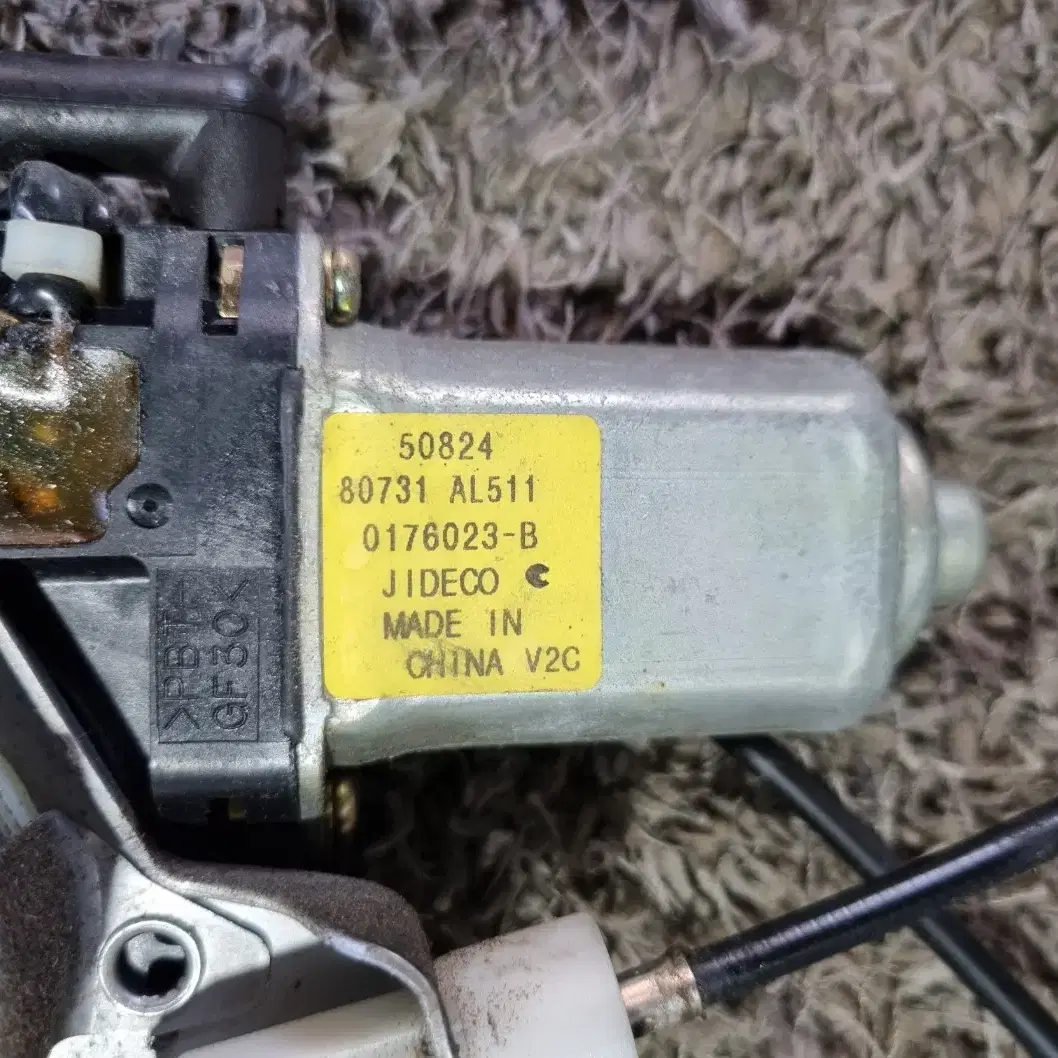 50824
80731 AL511
0176023-B
JIDECO
MADE IN
CHINA V2C
>PBT-
GF30<